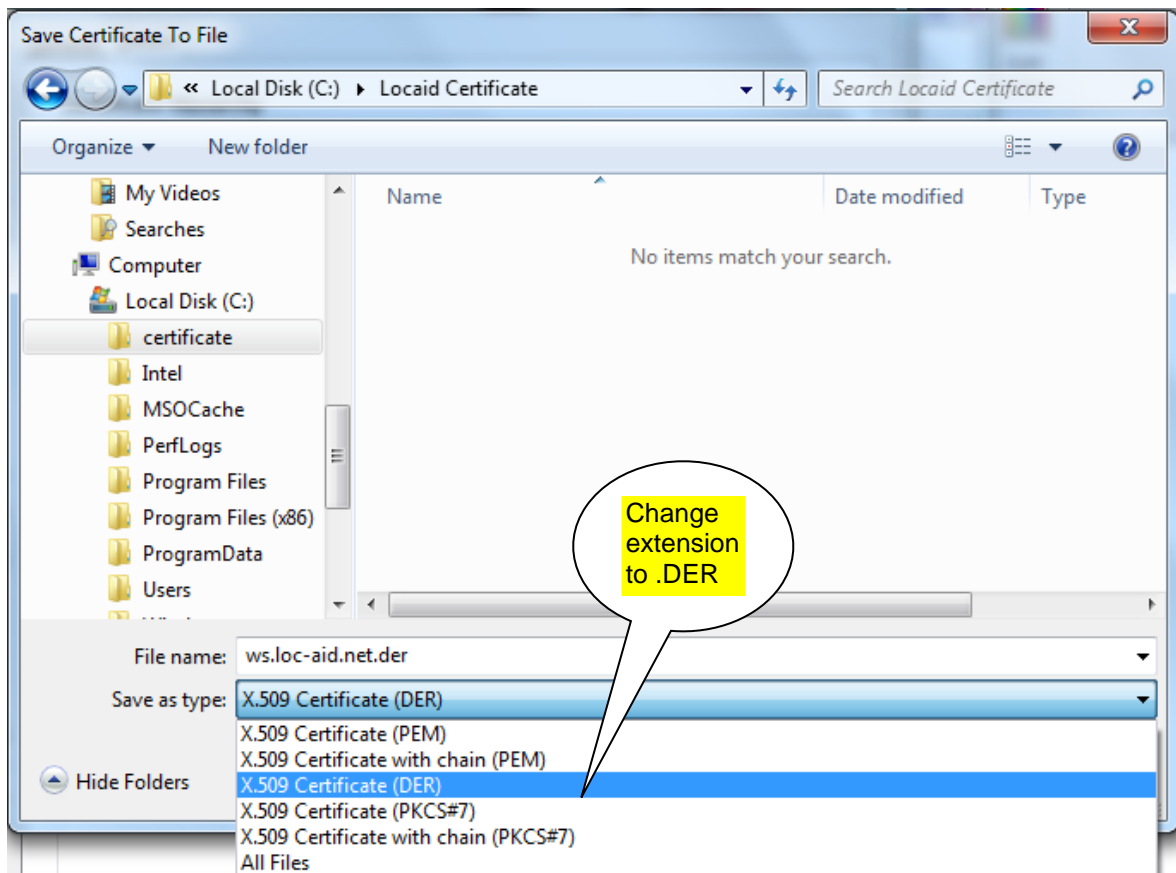 Save Certificate To File
« Local Disk (C:) ▸ Locaid Certificate
Search Locaid Certificate
Organize ▼ New folder
My Videos
Searches
Computer
Local Disk (C:)
certificate
Intel
MSOCache
PerfLogs
Program Files
Program Files (x86)
ProgramData
Users
Name Date modified Type
No items match your search.
Change
extension
to .DER
File name: ws.loc-aid.net.der
Save as type: X.509 Certificate (DER)
X.509 Certificate (PEM)
X.509 Certificate with chain (PEM)
X.509 Certificate (DER)
X.509 Certificate (PKCS#7)
X.509 Certificate with chain (PKCS#7)
All Files
Hide Folders